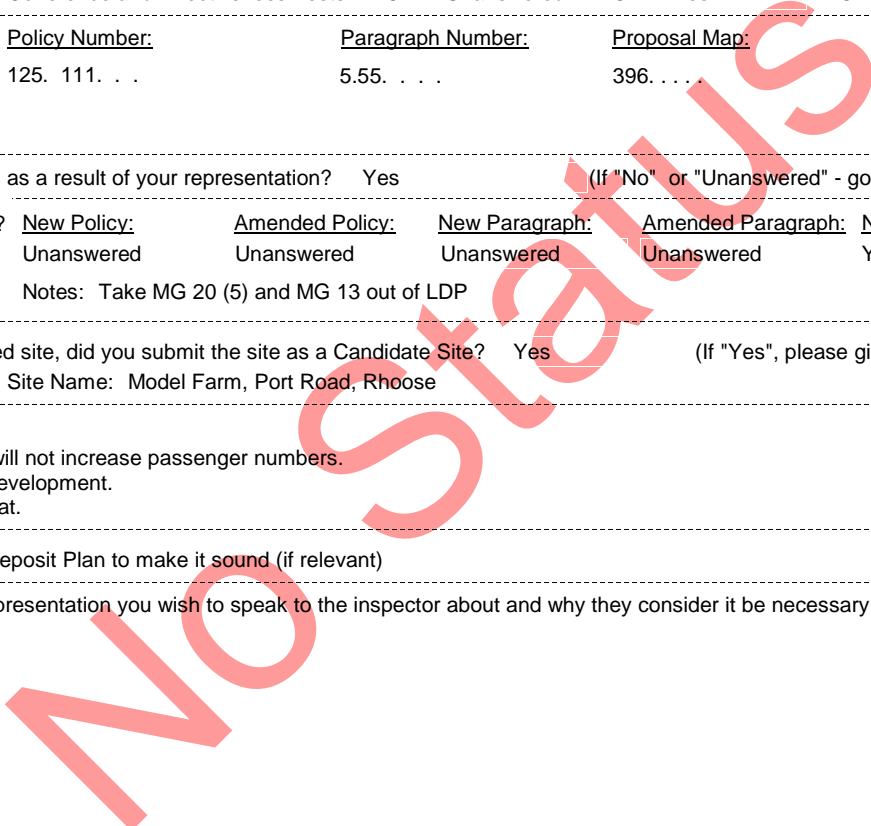 Policy Number: Paragraph Number: Proposal Map:
125. 111. . . 5.55. . . . 396. . . . .
as a result of your representation? Yes (If "No" or "Unanswered" - go
? New Policy: Amended Policy: New Paragraph: Amended Paragraph: N
Unanswered Unanswered Unanswered Unanswered Y
Notes: Take MG 20 (5) and MG 13 out of LDP
ed site, did you submit the site as a Candidate Site? Yes (If "Yes", please gi
Site Name: Model Farm, Port Road, Rhoose
will not increase passenger numbers.
evelopment.
at.
eposit Plan to make it sound (if relevant)
presentation you wish to speak to the inspector about and why they consider it be necessary
No Status